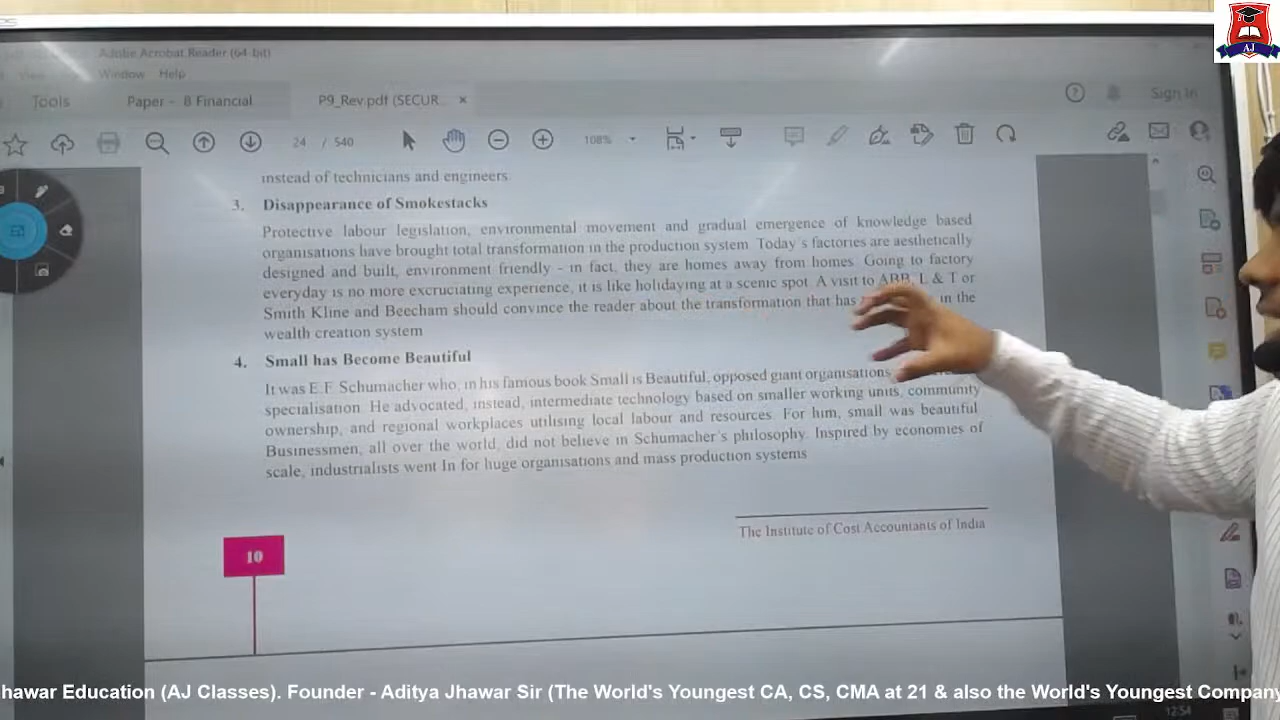 AJ
Adobe Acrobat Reader (64-bit)
View Window Help
Tools Paper - 8 Financial P9_Rev.pdf (SECUR... × Sign In
24 / 540 108%
instead of technicians and engineers
3. Disappearance of Smokestacks
Protective labour legislation, environmental movement and gradual emergence of knowledge based
organisations have brought total transformation in the production system. Today's factories are aesthetically
designed and built, environment friendly - in fact, they are homes away from homes. Going to factory
everyday is no more excruciating experience, it is like holidaying at a scenic spot. A visit to ABB, L & T or
Smith Kline and Beecham should convince the reader about the transformation that has in the
wealth creation system
4. Small has Become Beautiful
It was E.F. Schumacher who, in his famous book Small is Beautiful, opposed giant organisations
specialisation. He advocated, instead, intermediate technology based on smaller working units, community
ownership, and regional workplaces utilising local labour and resources. For him, small was beautiful
Businessmen, all over the world, did not believe in Schumacher's philosophy. Inspired by economies of
scale, industrialists went In for huge organisations and mass production systems
The Institute of Cost Accountants of India
10
hawar Education (AJ Classes). Founder - Aditya Jhawar Sir (The World's Youngest CA, CS, CMA at 21 & also the World's Youngest Company
12:54